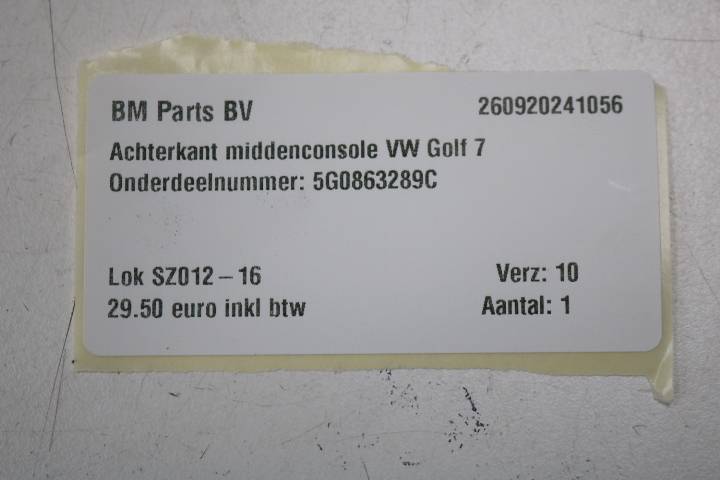 BM Parts BV 260920241056
Achterkant middenconsole VW Golf 7
Onderdeelnummer: 5G0863289C
Lok SZ012 – 16 Verz: 10
29.50 euro inkl btw Aantal: 1